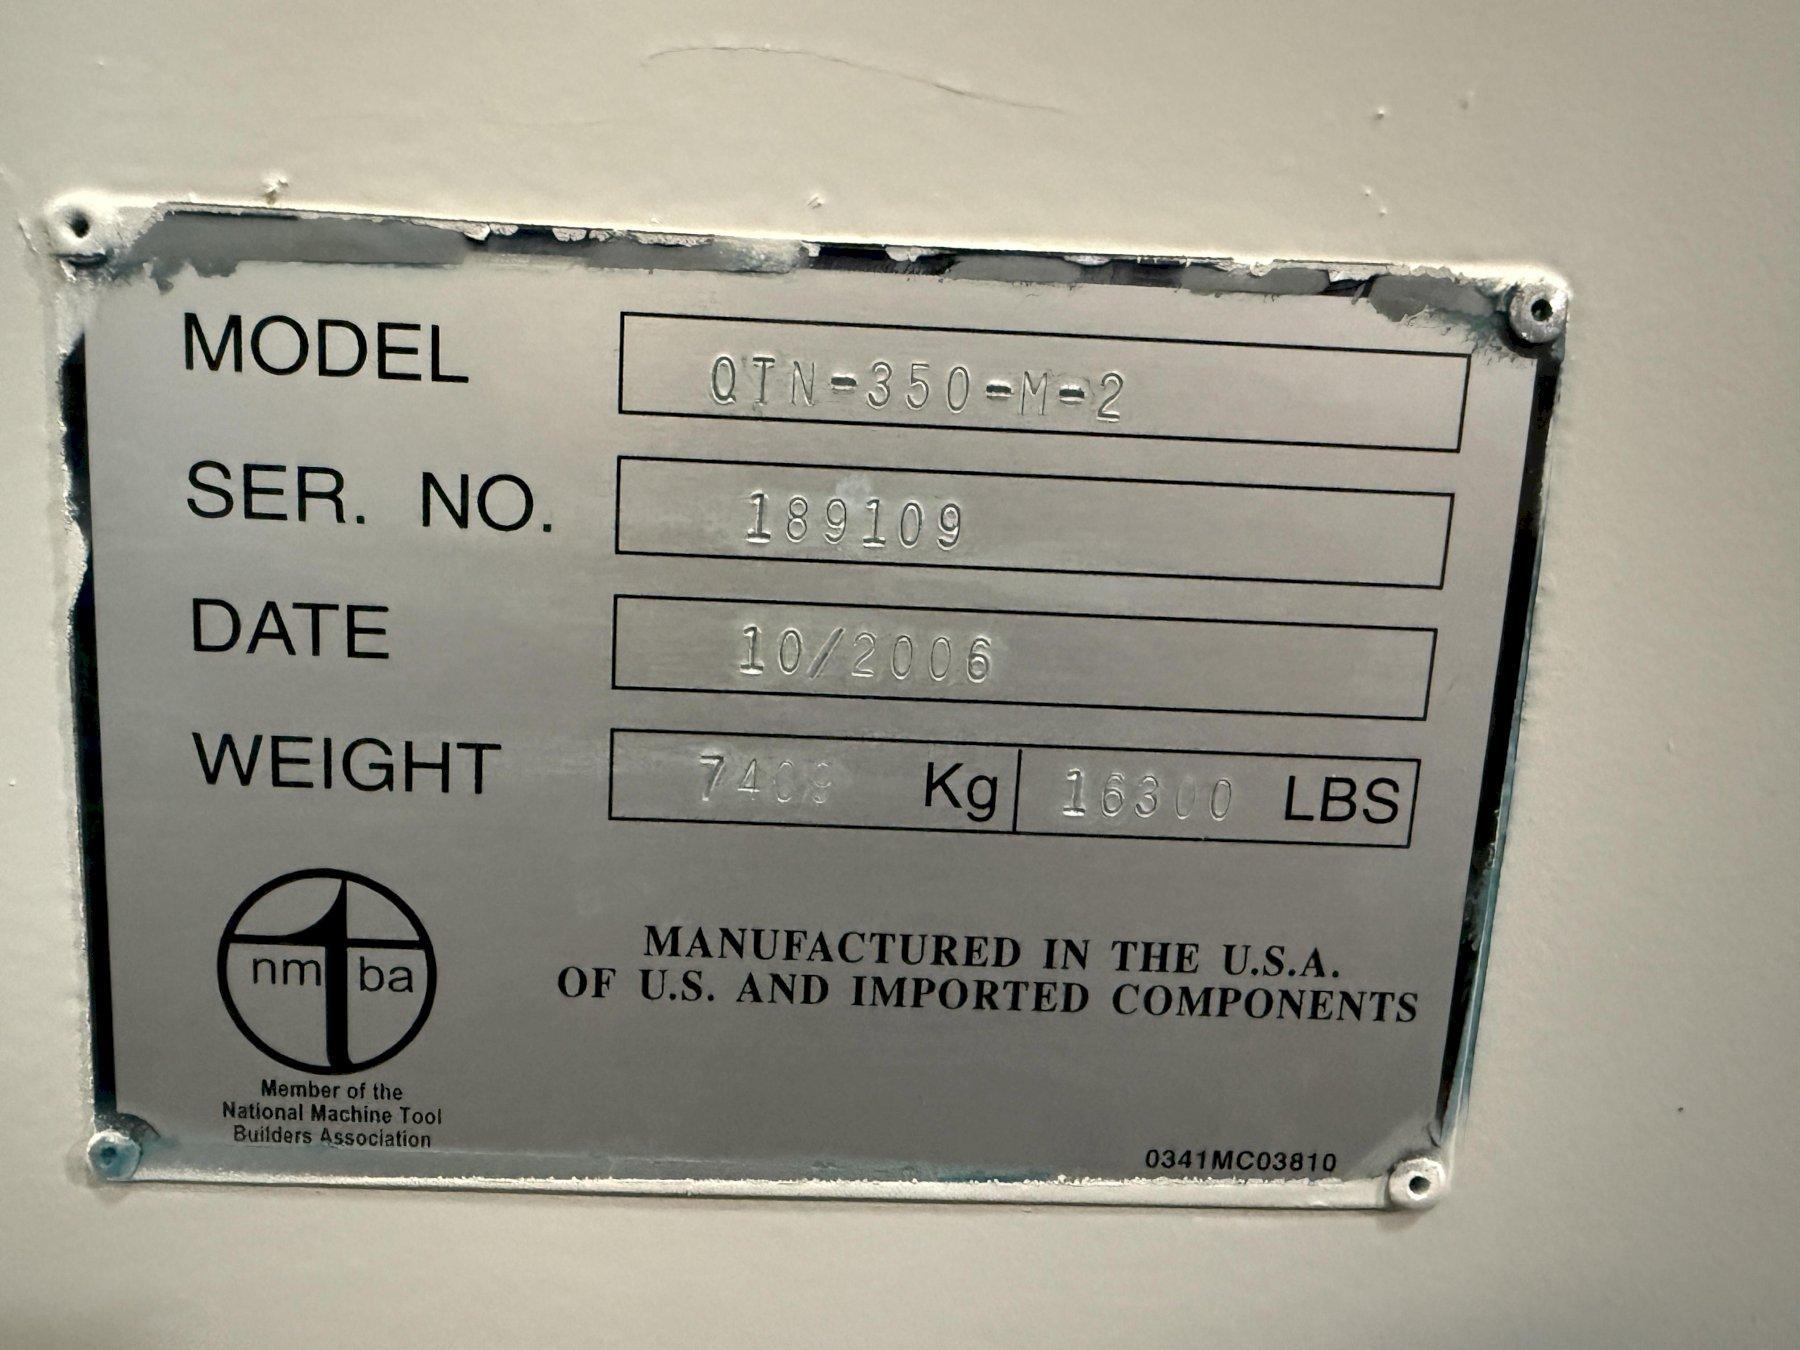 MODEL QTN-350-M-2
SER. NO. 189109
DATE 10/2006
WEIGHT 7409 Kg 16300 LBS
nm ba
Member of the
National Machine Tool
Builders Association
MANUFACTURED IN THE U.S.A.
OF U.S. AND IMPORTED COMPONENTS
0341MC03810